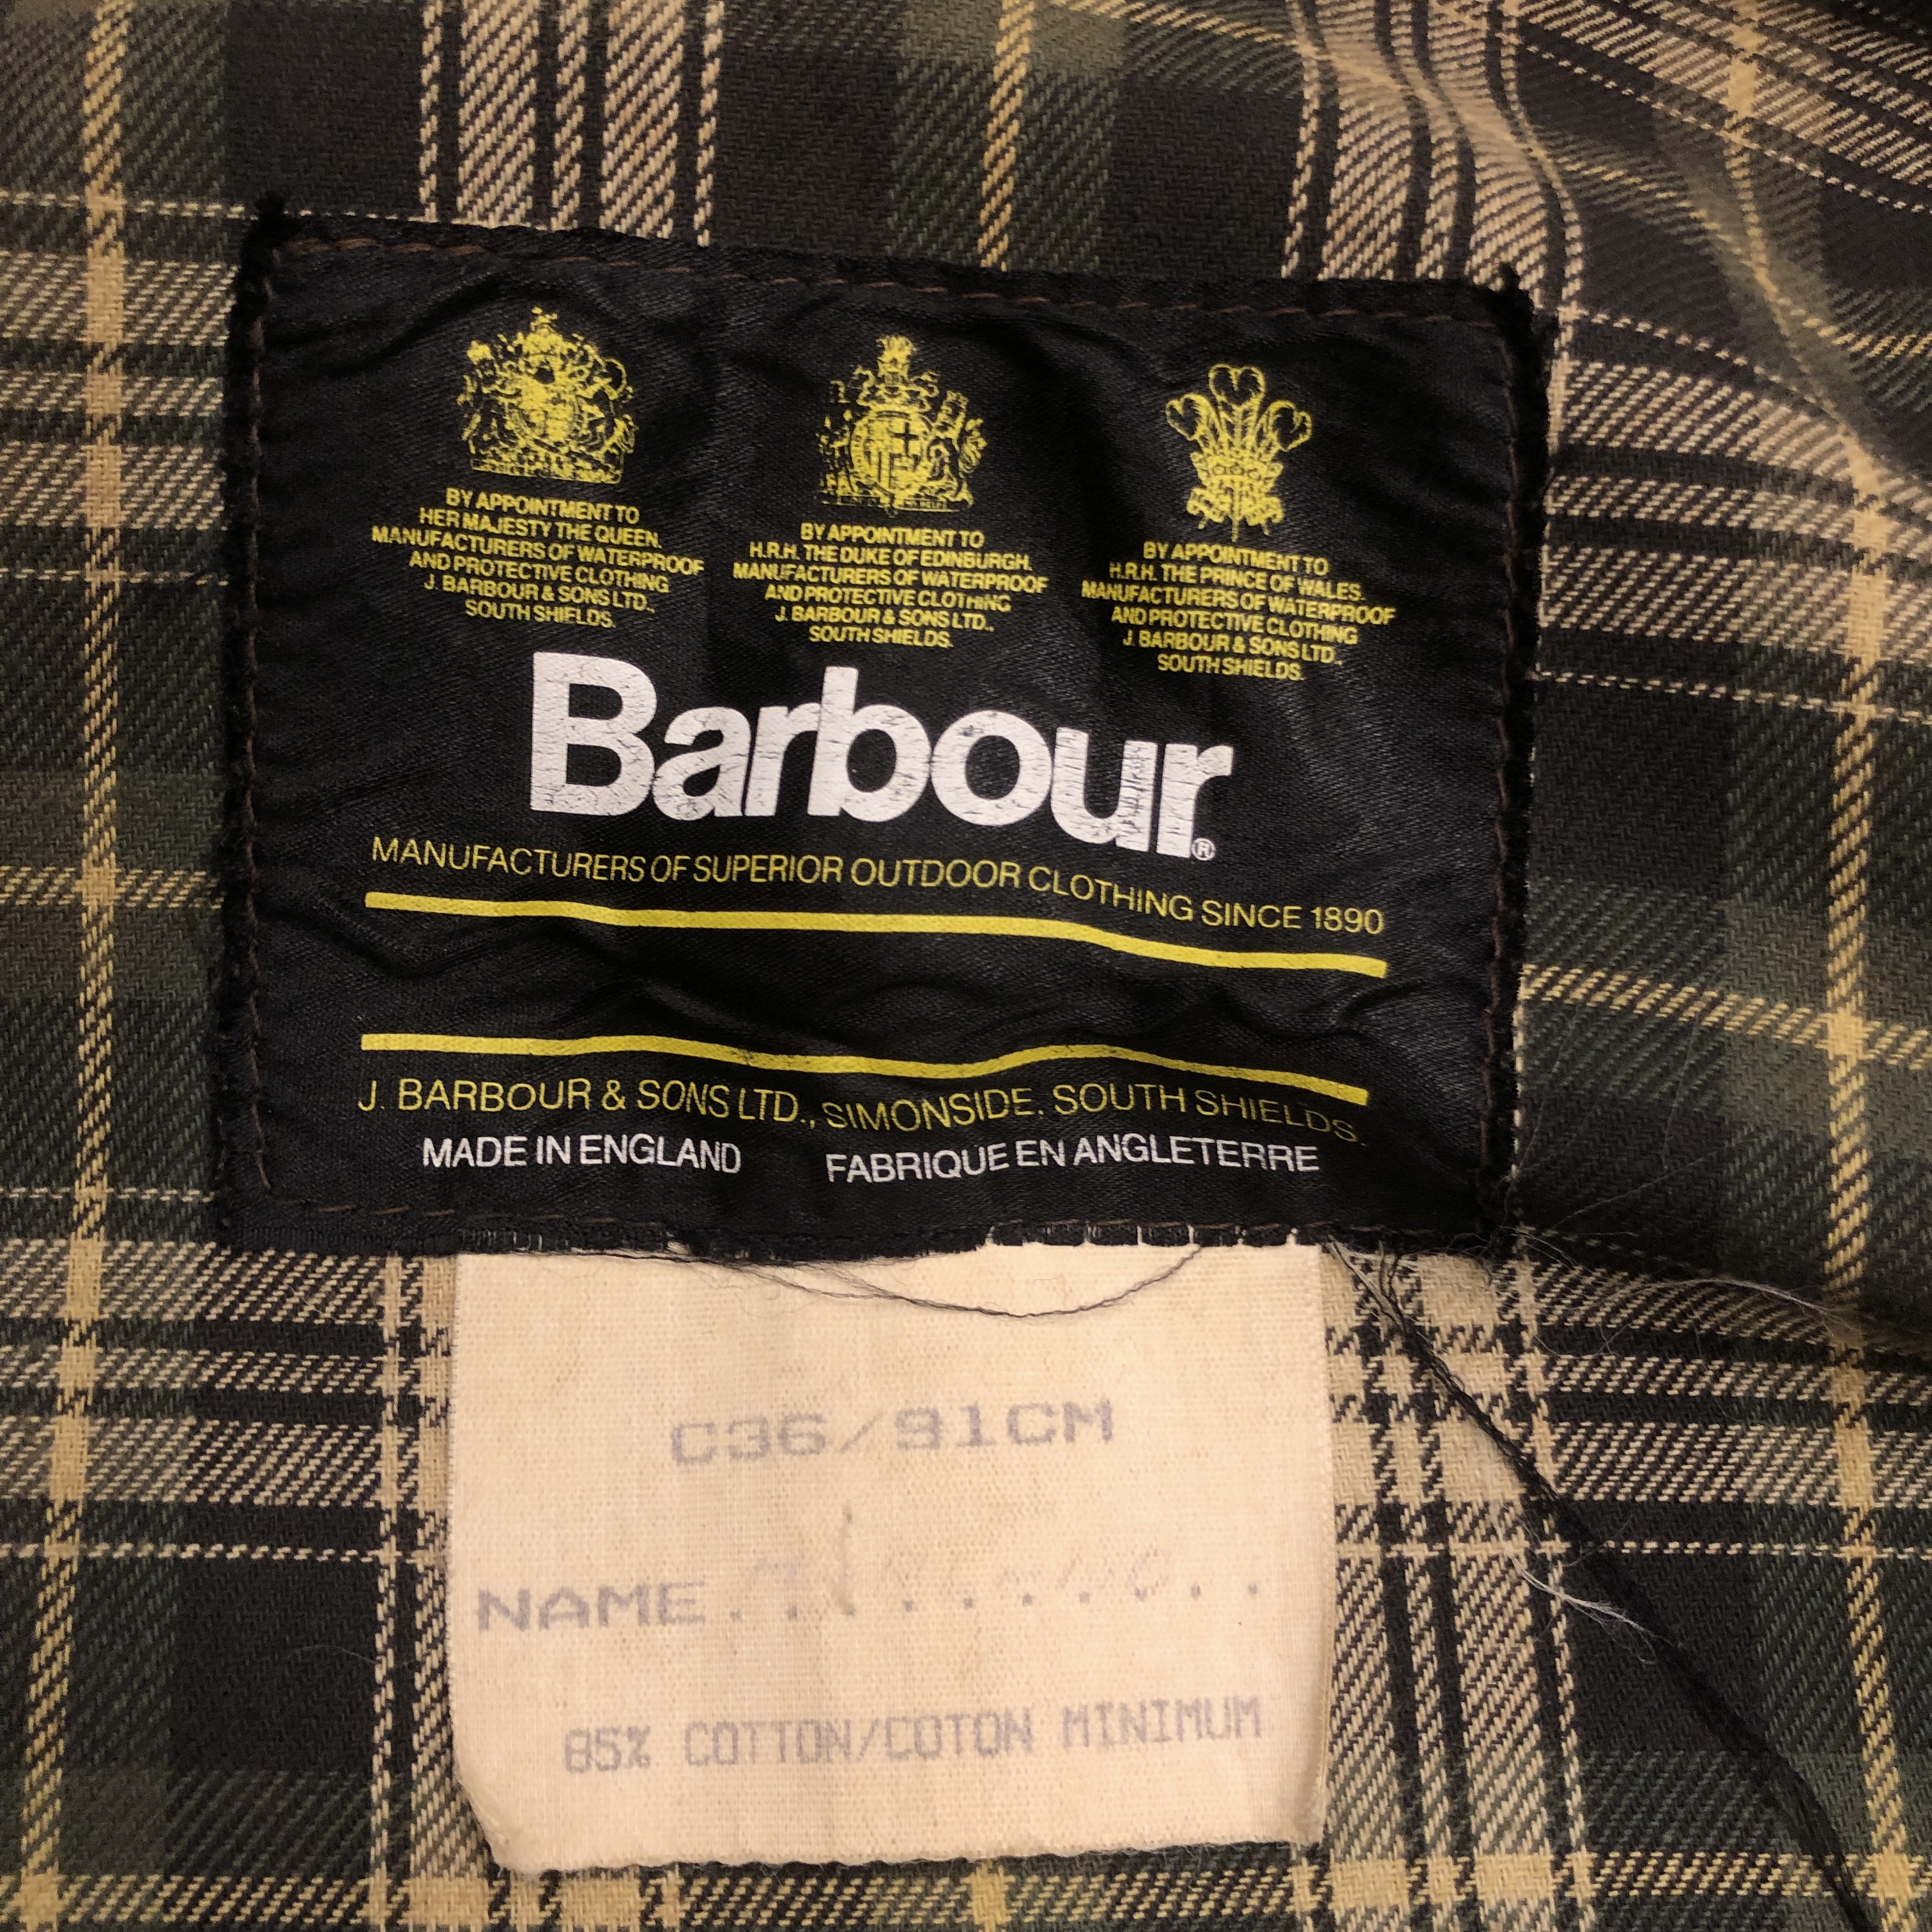 BY APPOINTMENT TO
HER MAJESTY THE QUEEN.
MANUFACTURERS OF WATERPROOF
AND PROTECTIVE CLOTHING
J. BARBOUR & SONS LTD.,
SOUTH SHIELDS.
BY APPOINTMENT TO
H.R.H. THE DUKE OF EDINBURGH.
MANUFACTURERS OF WATERPROOF
AND PROTECTIVE CLOTHING
J. BARBOUR & SONS LTD.,
SOUTH SHIELDS.
BY APPOINTMENT TO
H.R.H. THE PRINCE OF WALES.
MANUFACTURERS OF WATERPROOF
AND PROTECTIVE CLOTHING
J. BARBOUR & SONS LTD.,
SOUTH SHIELDS.
Barbour®
MANUFACTURERS OF SUPERIOR OUTDOOR CLOTHING SINCE 1890
J. BARBOUR & SONS LTD., SIMONSIDE. SOUTH SHIELDS.
MADE IN ENGLAND FABRIQUE EN ANGLETERRE
C36/91CM
NAME..........
85% COTTON/COTON MINIMUM